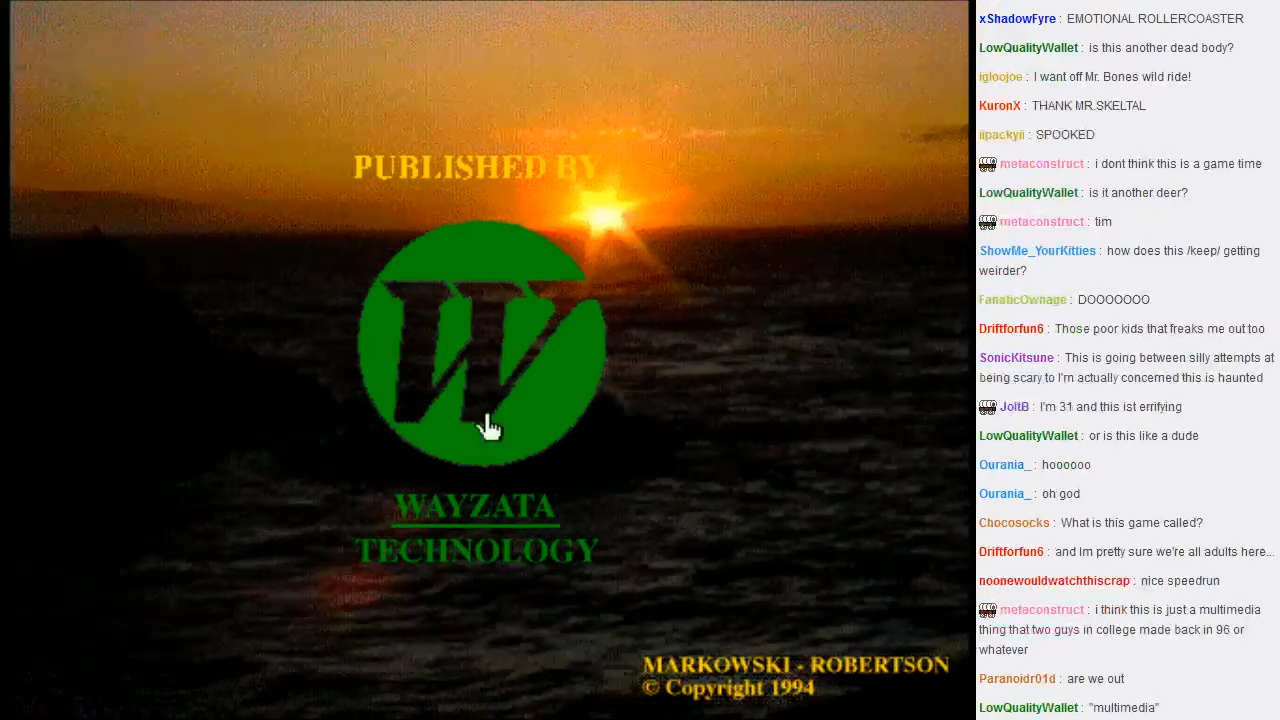 PUBLISHED BY
W
WAYZATA
TECHNOLOGY
MARKOWSKI - ROBERTSON
© Copyright 1994
xShadowFyre : EMOTIONAL ROLLERCOASTER
LowQualityWallet : is this another dead body?
igloojoe : I want off Mr. Bones wild ride!
KuronX : THANK MR.SKELTAL
iipackyii : SPOOKED
metaconstruct : i dont think this is a game time
LowQualityWallet : is it another deer?
metaconstruct : tim
ShowMe_YourKitties : how does this /keep/ getting
weirder?
FanaticOwnage : DOOOOOOO
Driftforfun6 : Those poor kids that freaks me out too
SonicKitsune : This is going between silly attempts at
being scary to I'm actually concerned this is haunted
JoltB : I'm 31 and this ist errifying
LowQualityWallet : or is this like a dude
Ourania_ : hoooooo
Ourania_ : oh god
Chocosocks : What is this game called?
Driftforfun6 : and Im pretty sure we're all adults here...
noonewouldwatchthiscrap : nice speedrun
metaconstruct : i think this is just a multimedia
thing that two guys in college made back in 96 or
whatever
Paranoidr01d : are we out
LowQualityWallet : "multimedia"